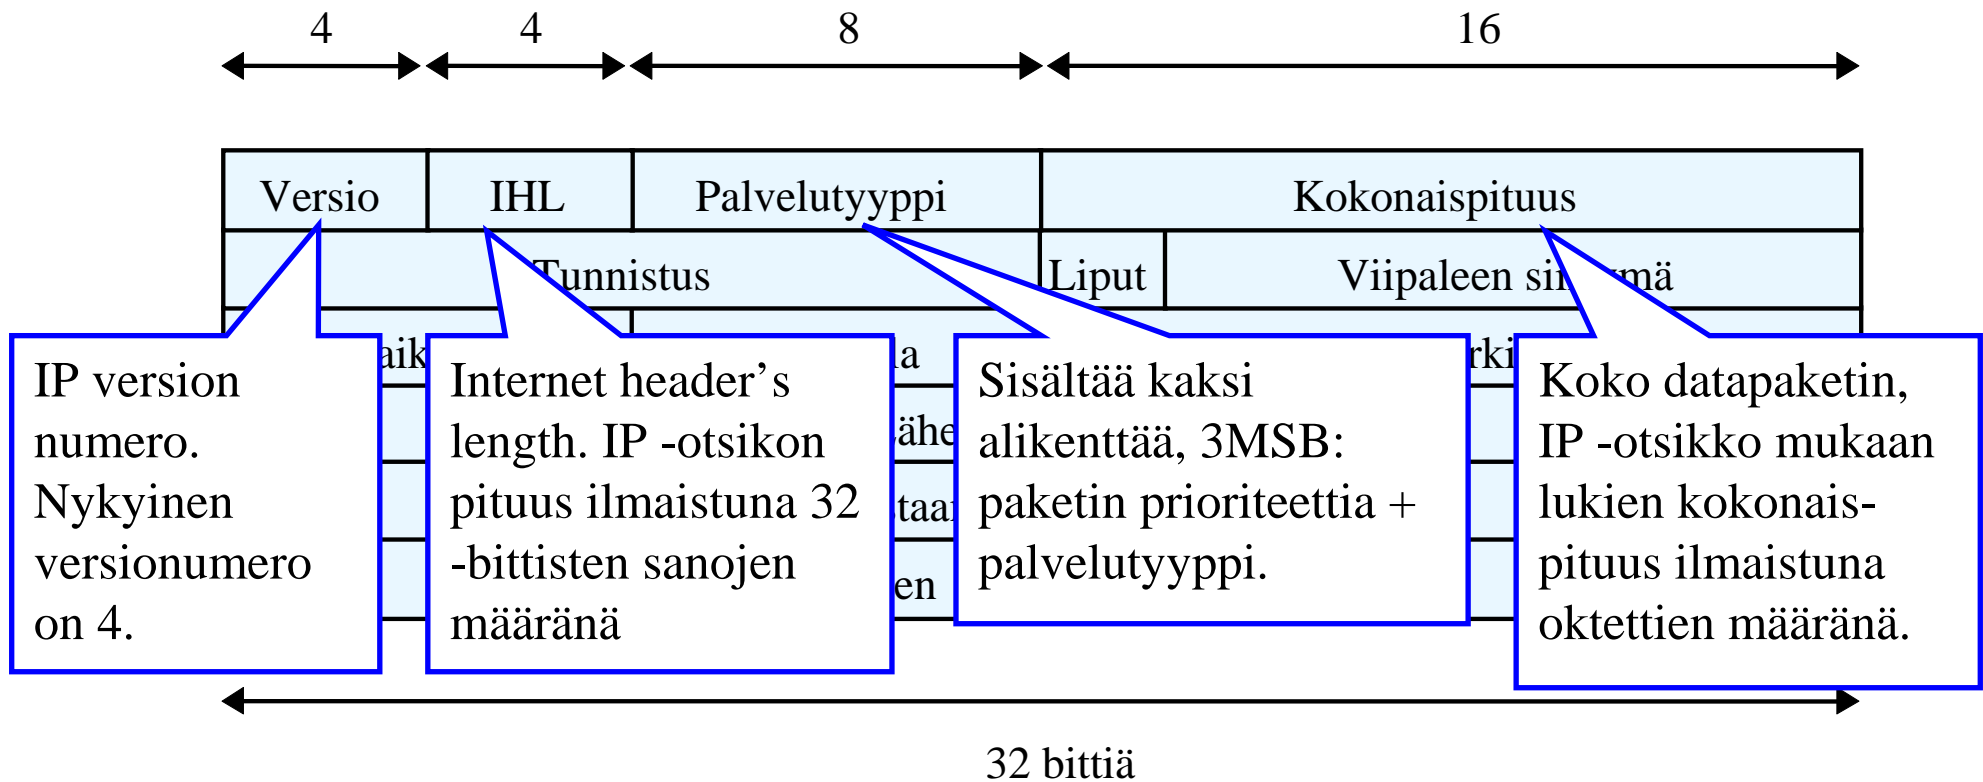 4 4 8 16
Versio IHL Palvelutyyppi Kokonaispituus
Tunnistus Liput Viipaleen
IP version
numero.
Nykyinen
versionumero
on 4.
Internet header’s
length. IP -otsikon
pituus ilmaistuna 32
-bittisten sanojen
määränä
Sisältää kaksi
alikenttää, 3MSB:
paketin prioriteettia +
palvelutyyppi.
Koko datapaketin,
IP -otsikko mukaan
lukien kokonais-
pituus ilmaistuna
oktettien määränä.
32 bittiä